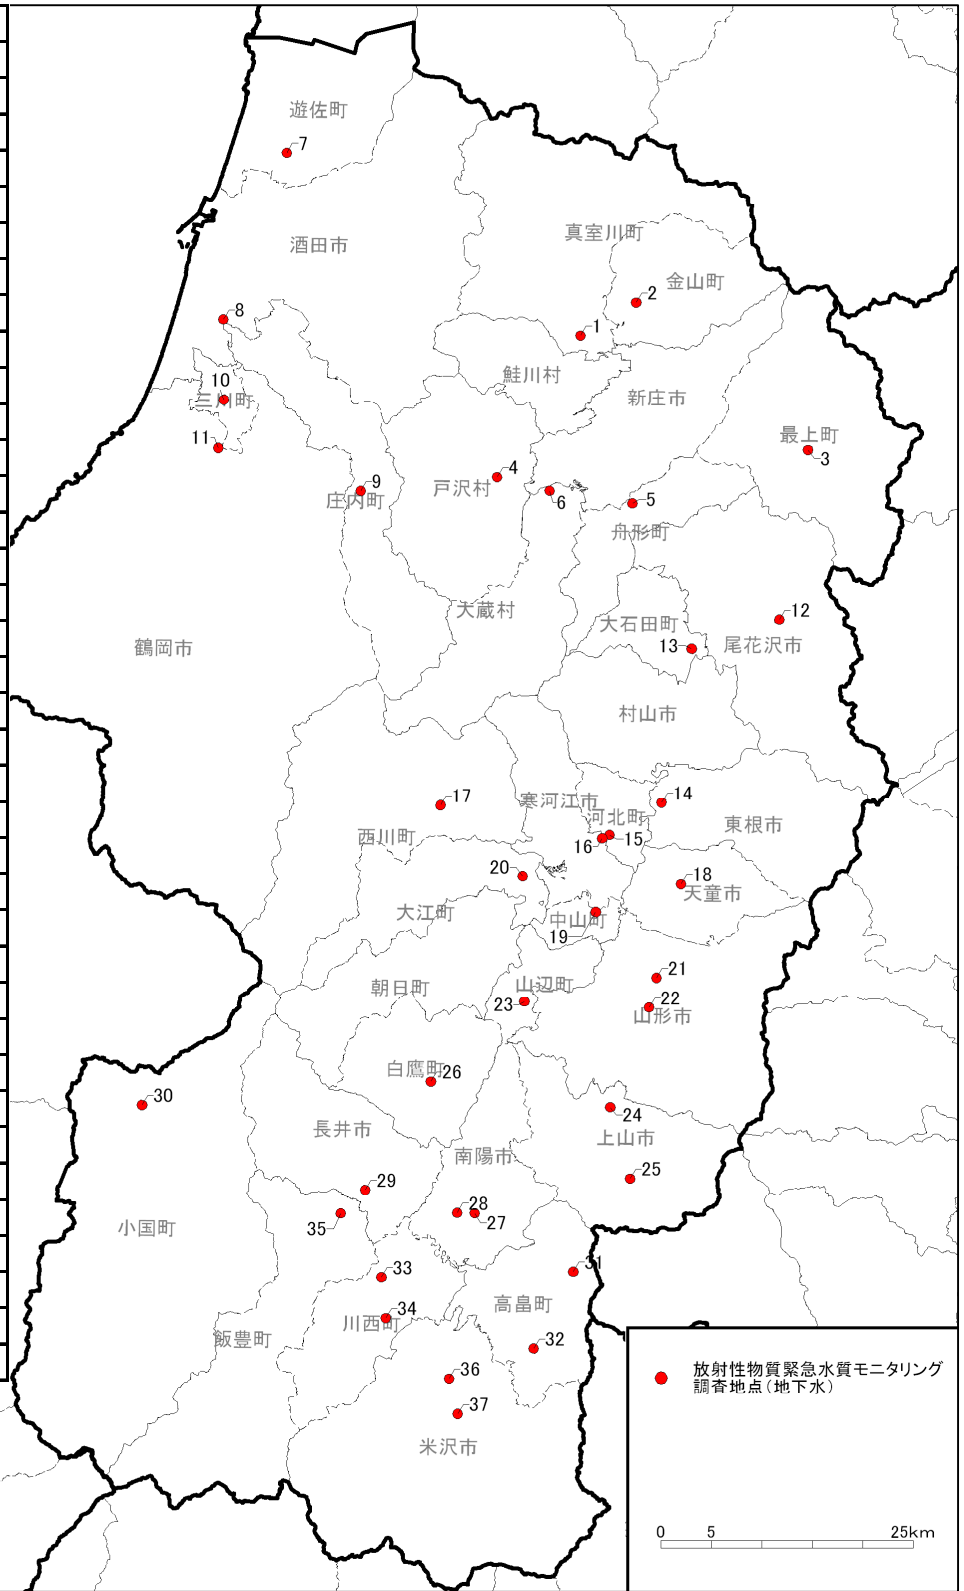 遊佐町
7
酒田市
真室川町
2
金山町
8
1
鮭川村
10
三川町
新庄市
11
最上町
3
4
9
戸沢村
庄内町
6
5
舟形町
大蔵村
12
大石田町
鶴岡市
13
尾花沢市
村山市
17
寒河江市
14
河北町
東根市
西川町
16
15
20
18
天童市
大江町
中山町
19
21
朝日町
山辺町
23
22
山形市
白鷹町
26
30
24
長井市
上山市
南陽市
25
29
小国町
35
28
27
33
31
高畠町
34
川西町
飯豊町
32
36
37
米沢市
放射性物質緊急水質モニタリング
調査地点(地下水)
0 5 25km